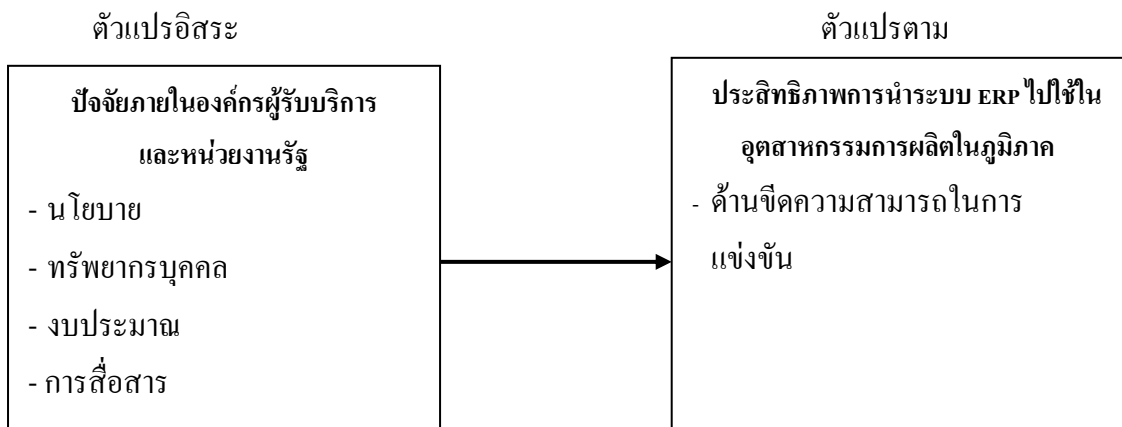 ตัวแปรอิสระ
ตัวแปรตาม
ปัจจัยภายในองค์กรผู้รับบริการ
และหน่วยงานรัฐ
- นโยบาย
- ทรัพยากรบุคคล
- งบประมาณ
- การสื่อสาร
ประสิทธิภาพการนำระบบ ERP ไปใช้ใน
อุตสาหกรรมการผลิตในภูมิภาค
- ด้านขีดความสามารถในการ
แข่งขัน